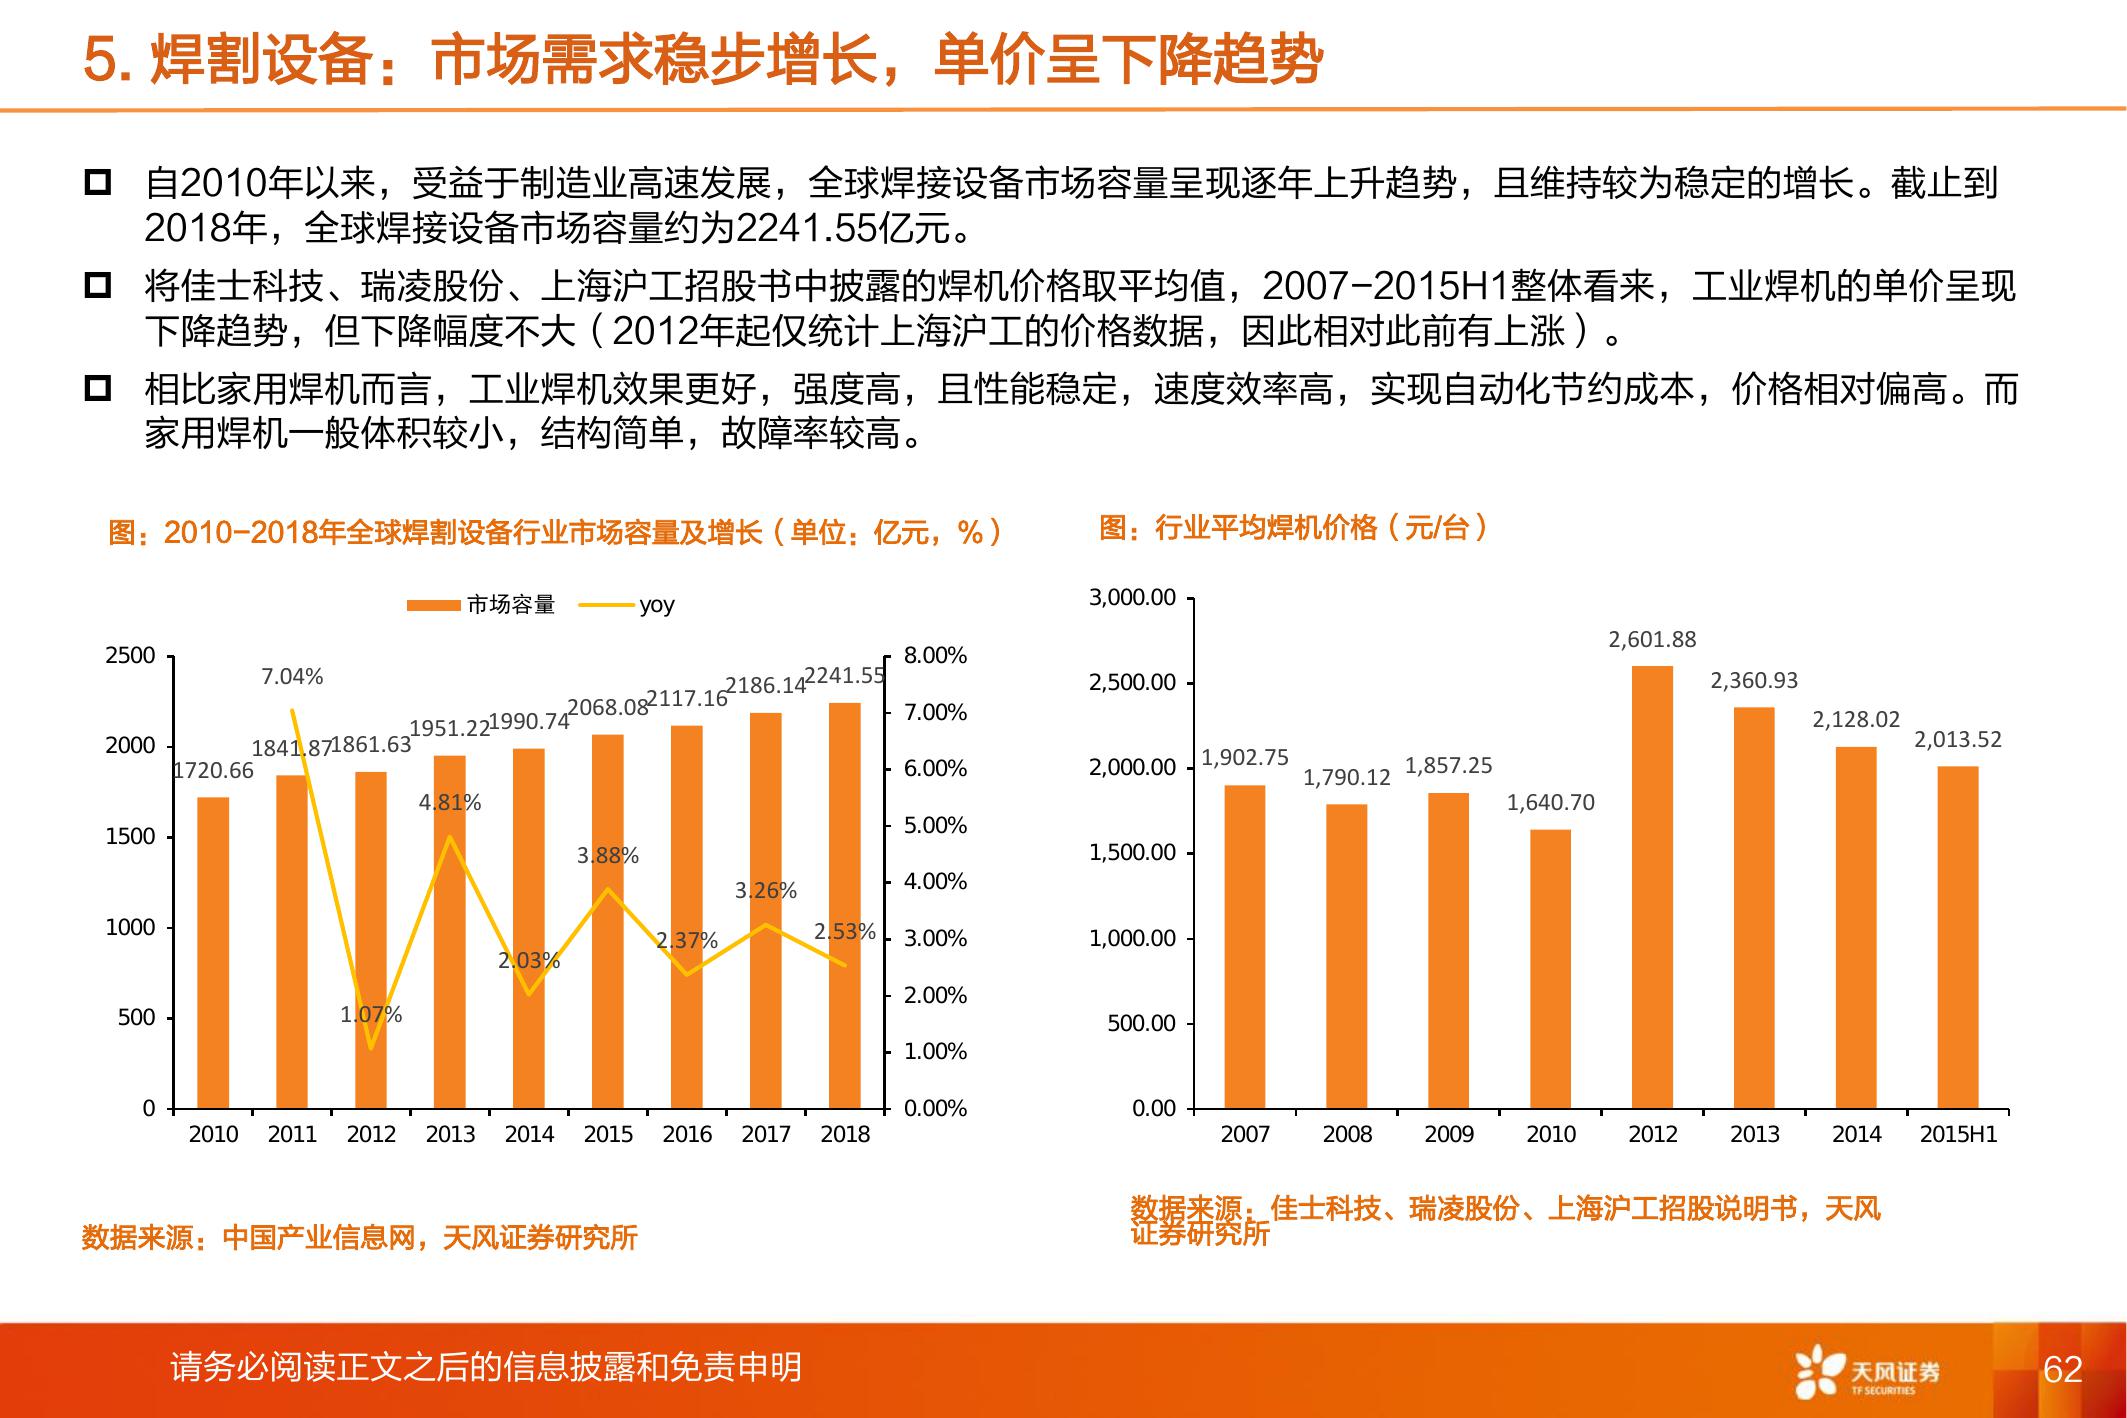 5. 焊割设备：市场需求稳步增长，单价呈下降趋势
自2010年以来，受益于制造业高速发展，全球焊接设备市场容量呈现逐年上升趋势，且维持较为稳定的增长。截止到
2018年，全球焊接设备市场容量约为2241.55亿元。
将佳士科技、瑞凌股份、上海沪工招股书中披露的焊机价格取平均值，2007-2015H1整体看来，工业焊机的单价呈现
下降趋势，但下降幅度不大（2012年起仅统计上海沪工的价格数据，因此相对此前有上涨）。
相比家用焊机而言，工业焊机效果更好，强度高，且性能稳定，速度效率高，实现自动化节约成本，价格相对偏高。而
家用焊机一般体积较小，结构简单，故障率较高。
图：2010-2018年全球焊割设备行业市场容量及增长（单位：亿元，%）
市场容量 yoy
2500
2000
1500
1000
500
0
8.00%
7.00%
6.00%
5.00%
4.00%
3.00%
2.00%
1.00%
0.00%
1720.66 1841.87 1861.63 1951.22 1990.74 2068.08 2117.16 2186.14 2241.55
7.04% 1.07% 4.81% 2.03% 3.88% 2.37% 3.26% 2.53%
2010 2011 2012 2013 2014 2015 2016 2017 2018
数据来源：中国产业信息网，天风证券研究所
图：行业平均焊机价格（元/台）
3,000.00
2,500.00
2,000.00
1,500.00
1,000.00
500.00
0.00
1,902.75 1,790.12 1,857.25 1,640.70 2,601.88 2,360.93 2,128.02 2,013.52
2007 2008 2009 2010 2012 2013 2014 2015H1
数据来源：佳士科技、瑞凌股份、上海沪工招股说明书，天风
证券研究所
请务必阅读正文之后的信息披露和免责申明
天风证券
TF SECURITIES
62